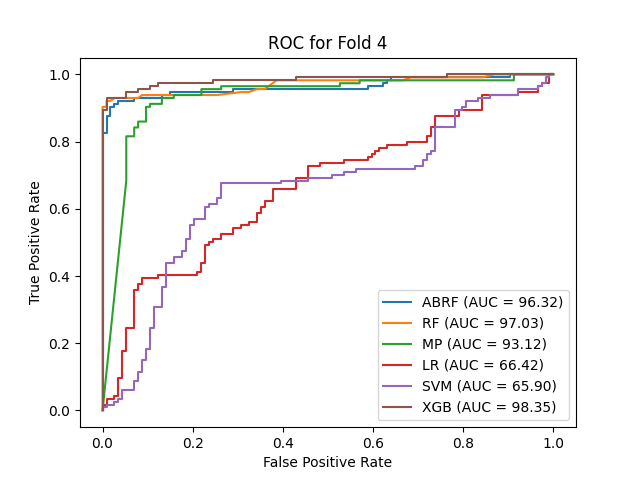 ROC for Fold 4
True Positive Rate
1.0
0.8
0.6
0.4
0.2
0.0
ABRF (AUC = 96.32)
RF (AUC = 97.03)
MP (AUC = 93.12)
LR (AUC = 66.42)
SVM (AUC = 65.90)
XGB (AUC = 98.35)
0.0 0.2 0.4 0.6 0.8 1.0
False Positive Rate